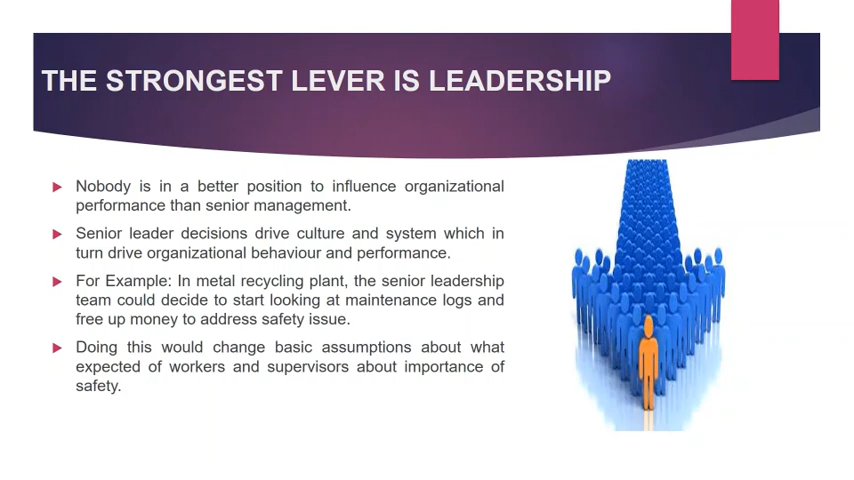 THE STRONGEST LEVER IS LEADERSHIP
Nobody is in a better position to influence organizational
performance than senior management.
Senior leader decisions drive culture and system which in
turn drive organizational behaviour and performance.
For Example: In metal recycling plant, the senior leadership
team could decide to start looking at maintenance logs and
free up money to address safety issue.
Doing this would change basic assumptions about what
expected of workers and supervisors about importance of
safety.